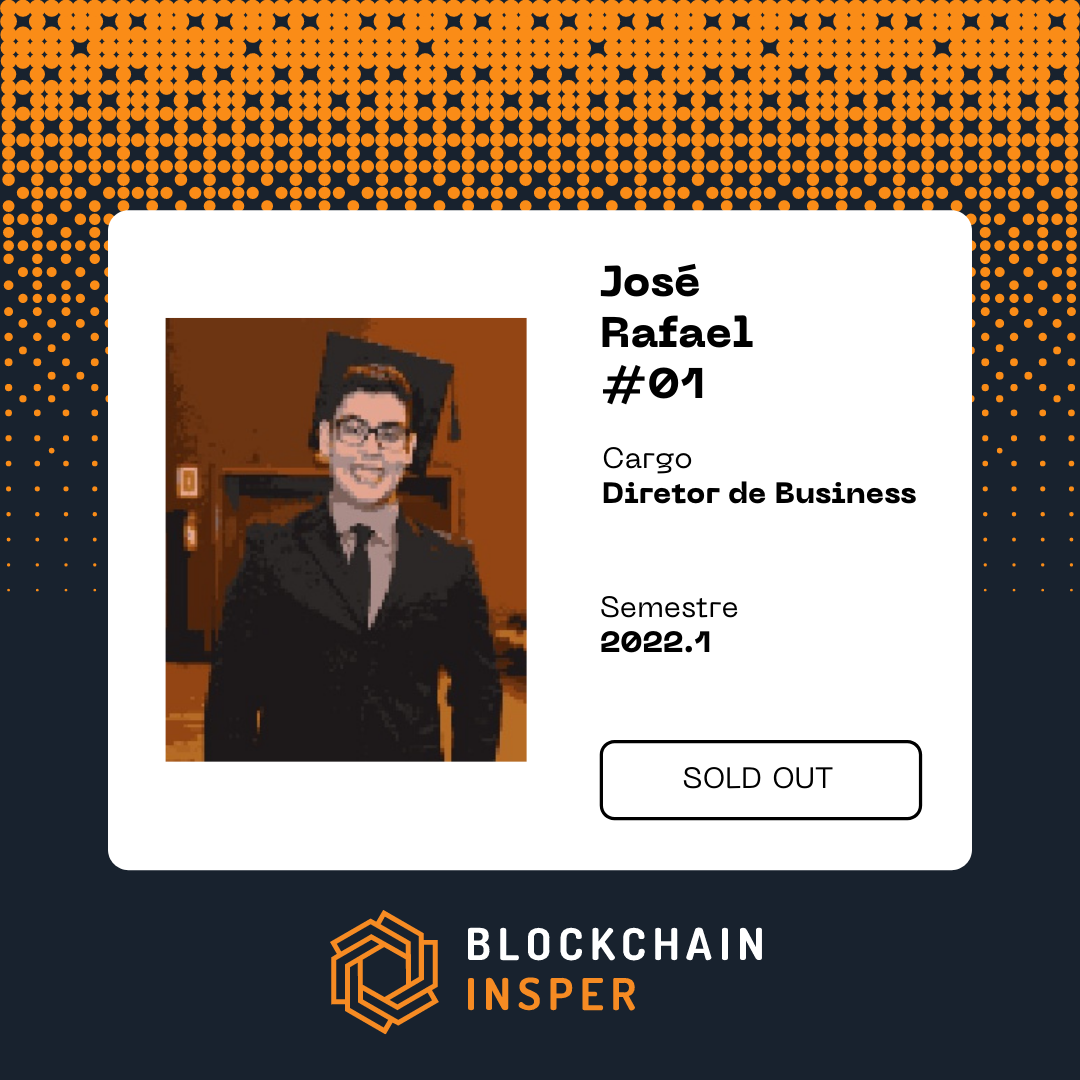 José
Rafael
#01
Cargo
Diretor de Business
Semestre
2022.1
SOLD OUT
BLOCKCHAIN
INSPER